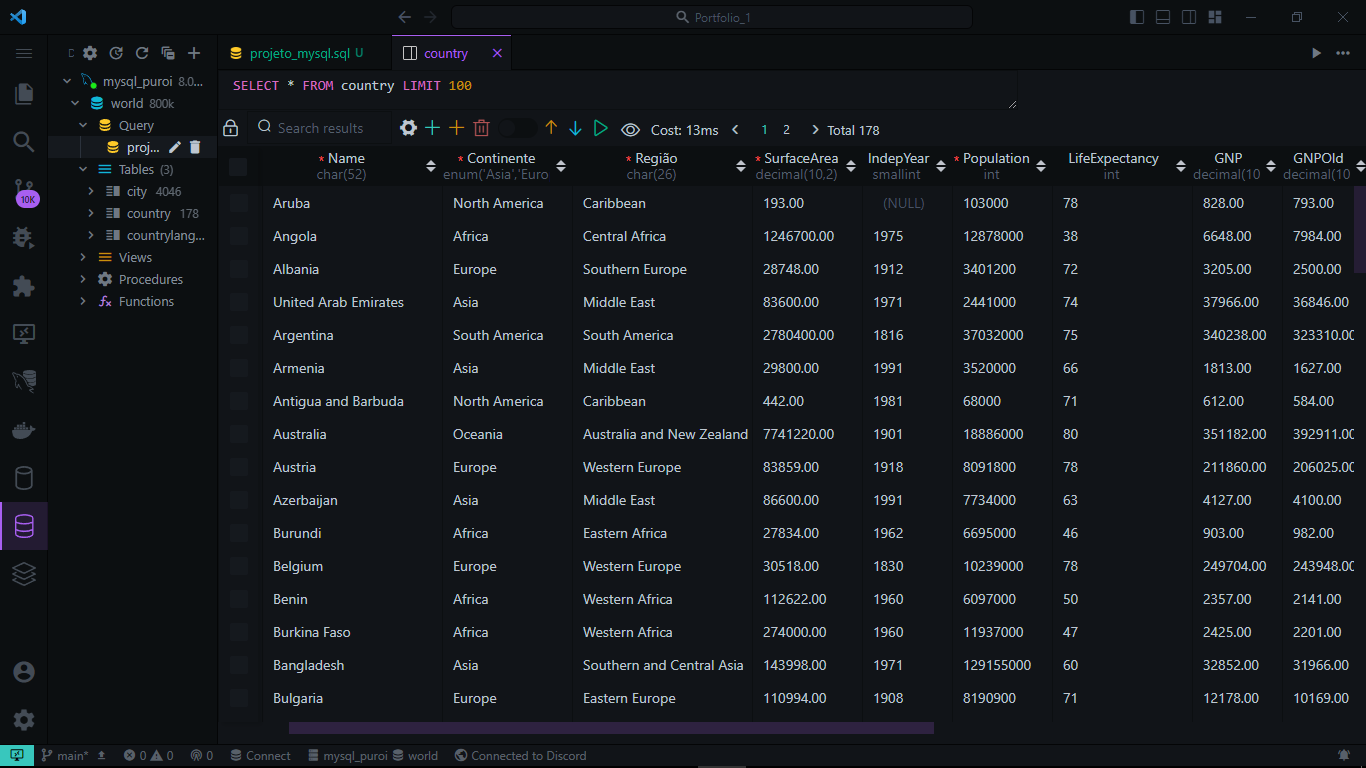 Portfolio_1
mysql_puroi 8.0...
world 800k
Query
proj...
Tables (3)
city 4046
country 178
countrylang...
Views
Procedures
Functions
10K
projeto_mysql.sql U
country
SELECT * FROM country LIMIT 100
Search results
Cost: 13ms
1 2
Total 178
* Name * Continente * Região * SurfaceArea IndepYear * Population LifeExpectancy GNP GNPOld
char(52) enum('Asia','Euro char(26) decimal(10,2) smallint int int decimal(10 decimal(10
Aruba North America Caribbean 193.00 (NULL) 103000 78 828.00 793.00
Angola Africa Central Africa 1246700.00 1975 12878000 38 6648.00 7984.00
Albania Europe Southern Europe 28748.00 1912 3401200 72 3205.00 2500.00
United Arab Emirates Asia Middle East 83600.00 1971 2441000 74 37966.00 36846.00
Argentina South America South America 2780400.00 1816 37032000 75 340238.00 323310.00
Armenia Asia Middle East 29800.00 1991 3520000 66 1813.00 1627.00
Antigua and Barbuda North America Caribbean 442.00 1981 68000 71 612.00 584.00
Australia Oceania Australia and New Zealand 7741220.00 1901 18886000 80 351182.00 392911.00
Austria Europe Western Europe 83859.00 1918 8091800 78 211860.00 206025.00
Azerbaijan Asia Middle East 86600.00 1991 7734000 63 4127.00 4100.00
Burundi Africa Eastern Africa 27834.00 1962 6695000 46 903.00 982.00
Belgium Europe Western Europe 30518.00 1830 10239000 78 249704.00 243948.00
Benin Africa Western Africa 112622.00 1960 6097000 50 2357.00 2141.00
Burkina Faso Africa Western Africa 274000.00 1960 11937000 47 2425.00 2201.00
Bangladesh Asia Southern and Central Asia 143998.00 1971 129155000 60 32852.00 31966.00
Bulgaria Europe Eastern Europe 110994.00 1908 8190900 71 12178.00 10169.00
main* 0 0 0 Connect mysql_puroi world Connected to Discord